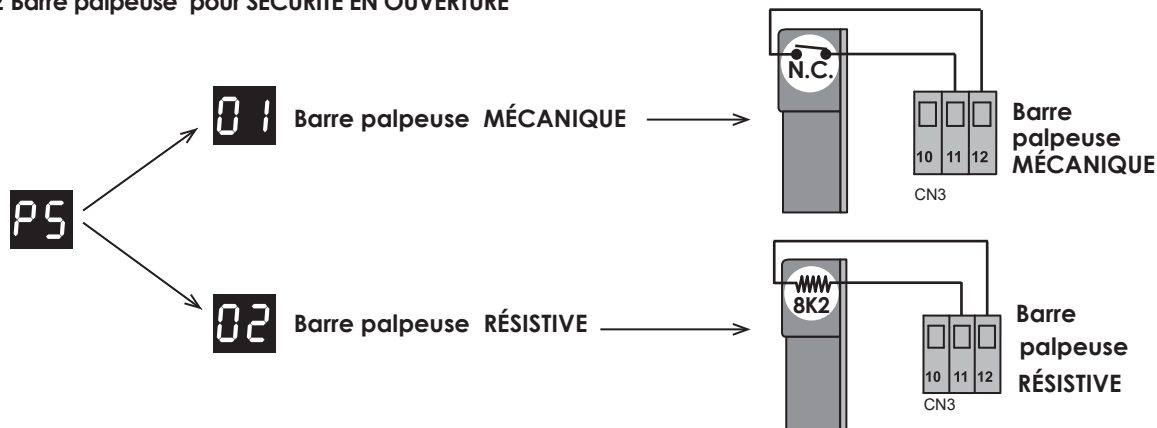 2 Barre palpeuse pour SÉCURITÉ EN OUVERTURE
01 Barre palpeuse MÉCANIQUE
N.C.
10 11 12
CN3
Barre
palpeuse
MÉCANIQUE
PS
02 Barre palpeuse RÉSISTIVE
8K2
10 11 12
CN3
Barre
palpeuse
RÉSISTIVE